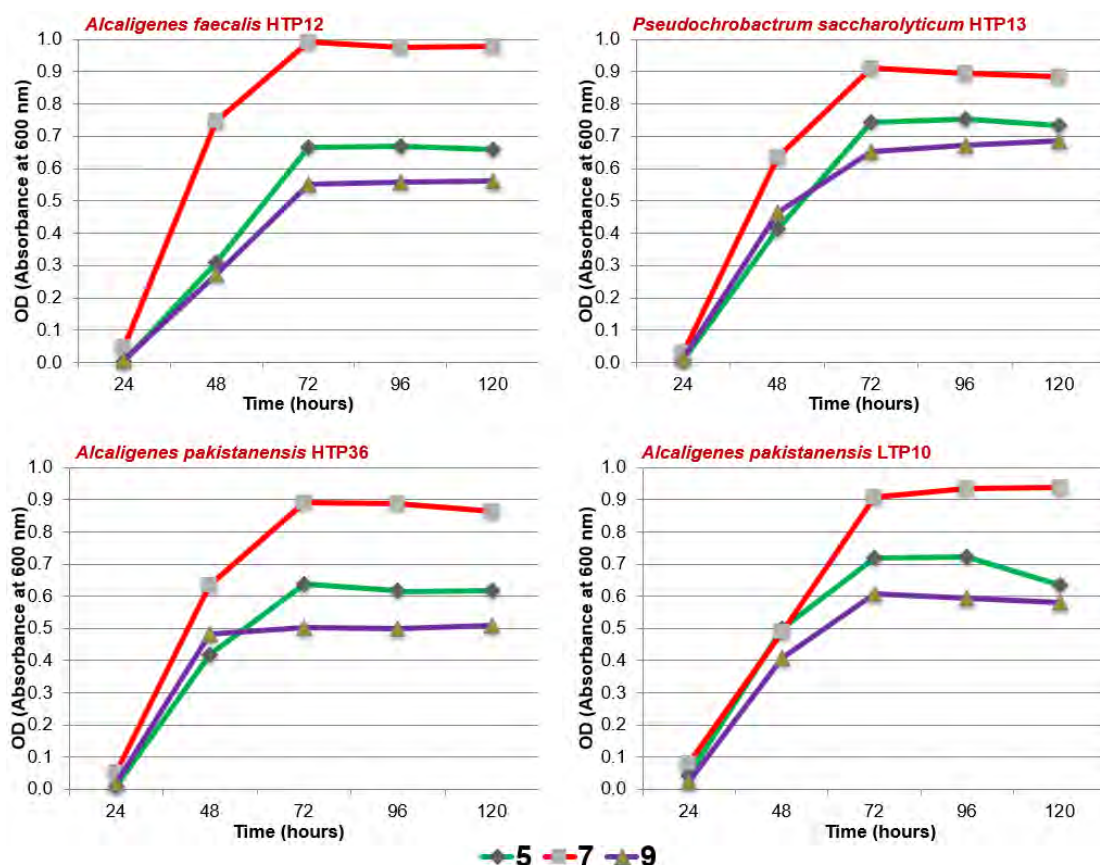 Alcaligenes faecalis HTP12
OD (Absorbance at 600 nm)
1.0
0.9
0.8
0.7
0.6
0.5
0.4
0.3
0.2
0.1
0.0
24 48 72 96 120
Time (hours)
Pseudochrobactrum saccharolyticum HTP13
OD (Absorbance at 600 nm)
1.0
0.9
0.8
0.7
0.6
0.5
0.4
0.3
0.2
0.1
0.0
24 48 72 96 120
Time (hours)
Alcaligenes pakistanensis HTP36
OD (Absorbance at 600 nm)
1.0
0.9
0.8
0.7
0.6
0.5
0.4
0.3
0.2
0.1
0.0
24 48 72 96 120
Time (hours)
Alcaligenes pakistanensis LTP10
OD (Absorbance at 600 nm)
1.0
0.9
0.8
0.7
0.6
0.5
0.4
0.3
0.2
0.1
0.0
24 48 72 96 120
Time (hours)
5 7 9